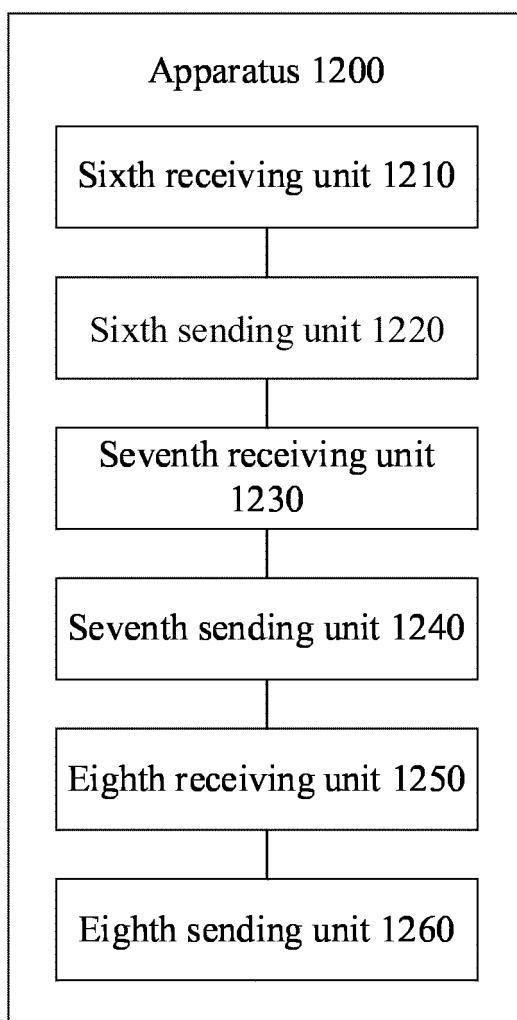 Apparatus 1200
Sixth receiving unit 1210
Sixth sending unit 1220
Seventh receiving unit
1230
Seventh sending unit 1240
Eighth receiving unit 1250
Eighth sending unit 1260